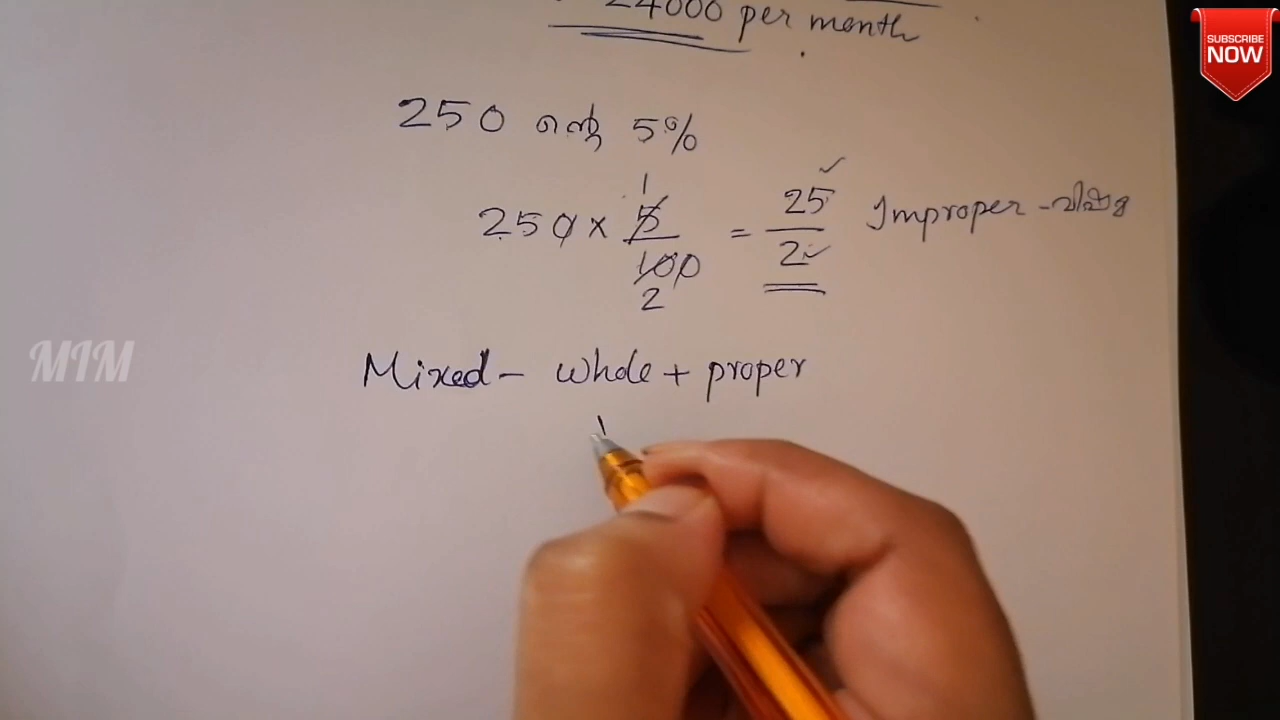 24000 per month
250 ന്റെ 5%
250 × 5/100 = 25/2 Improper - വിഷമ
1
2
Mixed - whole + proper
MIM
SUBSCRIBE
NOW